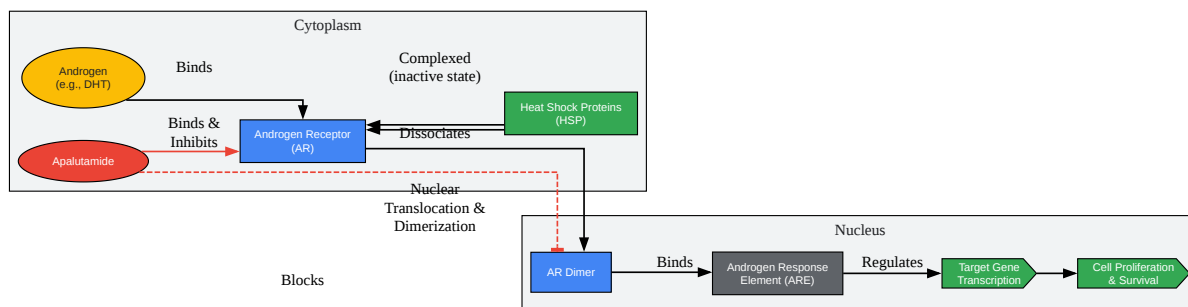 Cytoplasm
Androgen
(e.g., DHT)
Binds
Complexed
(inactive state)
Heat Shock Proteins
(HSP)
Binds &
Inhibits
Androgen Receptor
(AR)
Dissociates
Apalutamide
Nuclear
Translocation &
Dimerization
Nucleus
Blocks
AR Dimer
Binds
Androgen Response
Element (ARE)
Regulates
Target Gene
Transcription
Cell Proliferation
& Survival